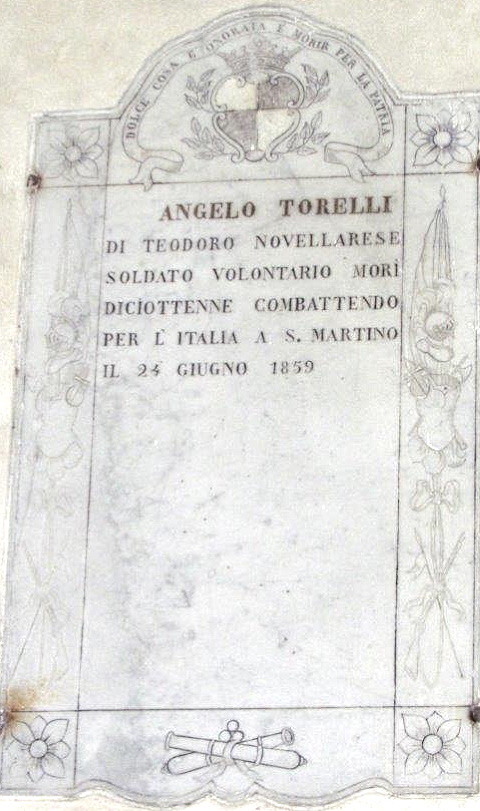 DOLCE COSA E ONORATA È MORIR PER LA PATRIA
ANGELO TORELLI
DI TEODORO NOVELLARESE
SOLDATO VOLONTARIO MORÌ
DICIOTTENNE COMBATTENDO
PER L'ITALIA A S. MARTINO
IL 24 GIUGNO 1859